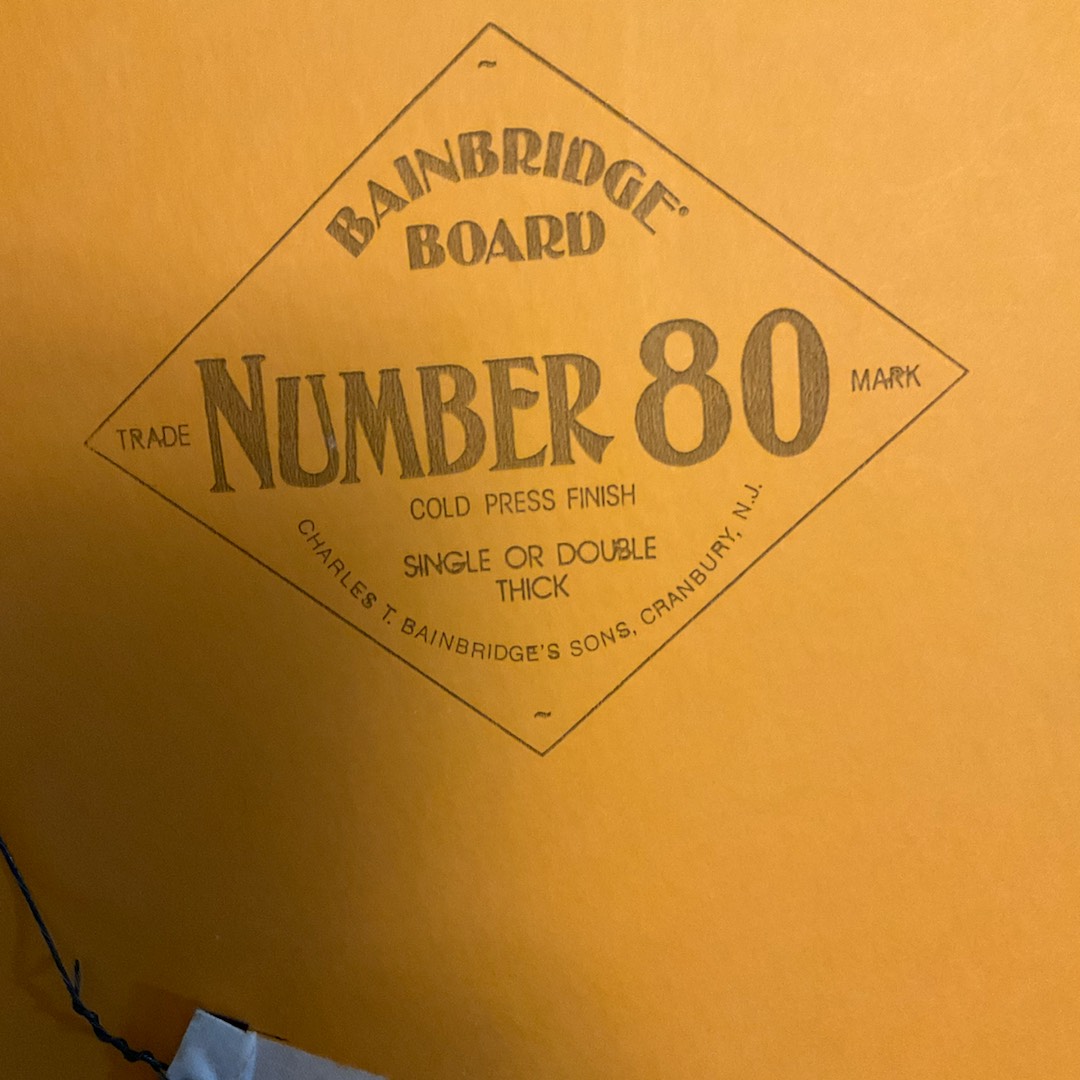 ~
BAINBRIDGE®
BOARD
TRADE NUMBER 80 MARK
COLD PRESS FINISH
SINGLE OR DOUBLE
THICK
CHARLES T. BAINBRIDGE'S SONS, CRANBURY, N.J.
~